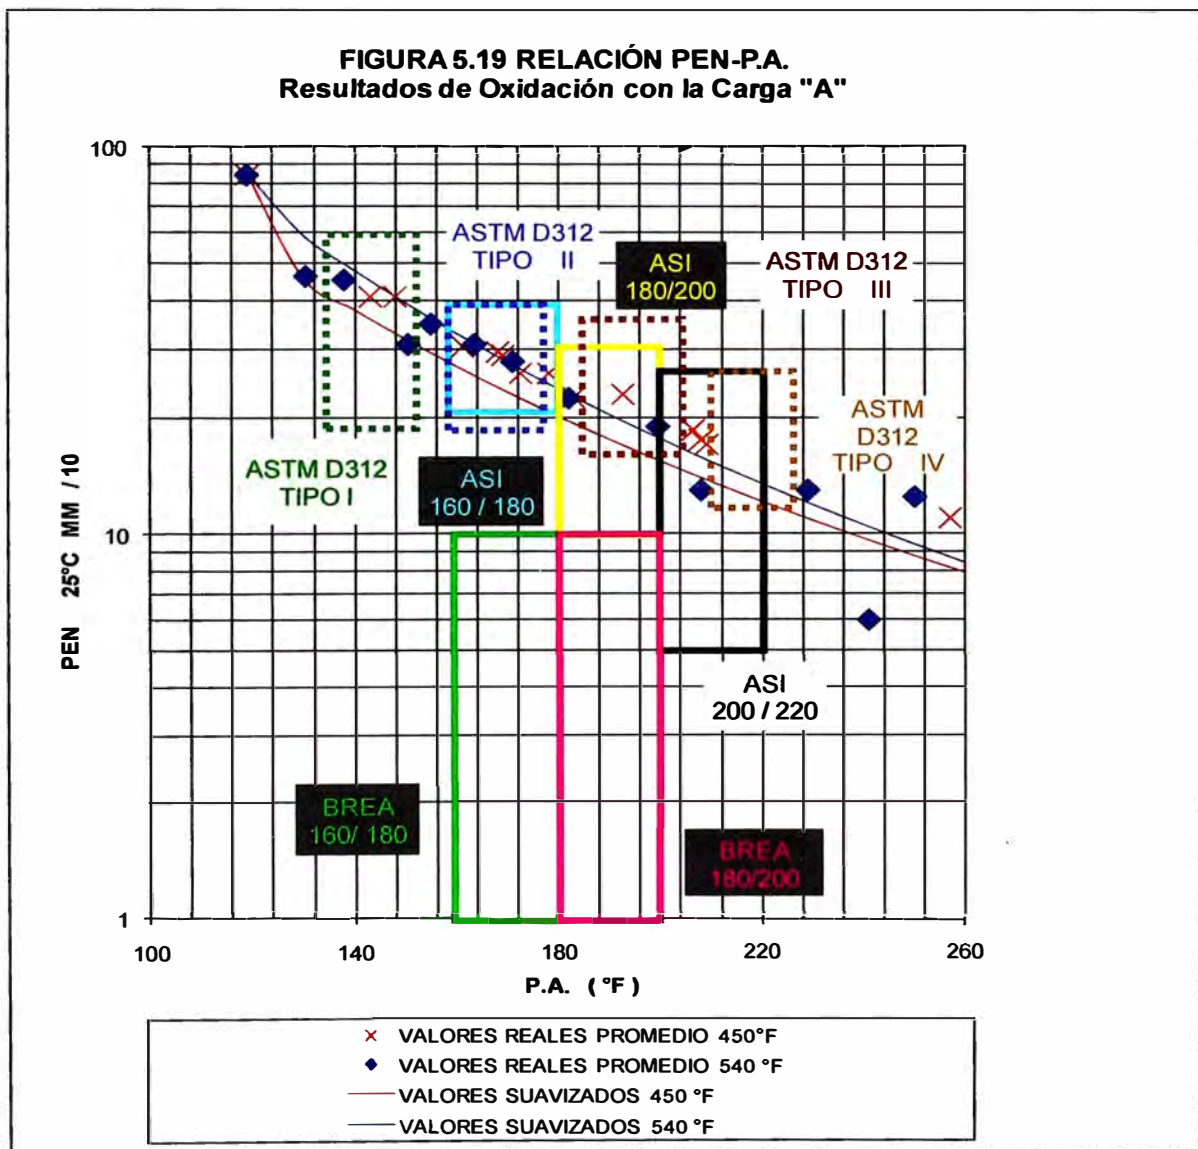 FIGURA 5.19 RELACIÓN PEN-P.A.
Resultados de Oxidación con la Carga "A"
100
ASTM D312
TIPO II
ASI
180/200
ASTM D312
TIPO III
ASTM
D312
TIPO IV
ASTM D312
TIPO I
ASI
160 / 180
10
PEN 25°C MM /10
ASI
200 / 220
BREA
160/ 180
BREA
180/200
1
100
140
180
220
260
P.A. ( °F )
VALORES REALES PROMEDIO 450°F
VALORES REALES PROMEDIO 540 °F
VALORES SUAVIZADOS 450 °F
VALORES SUAVIZADOS 540 °F